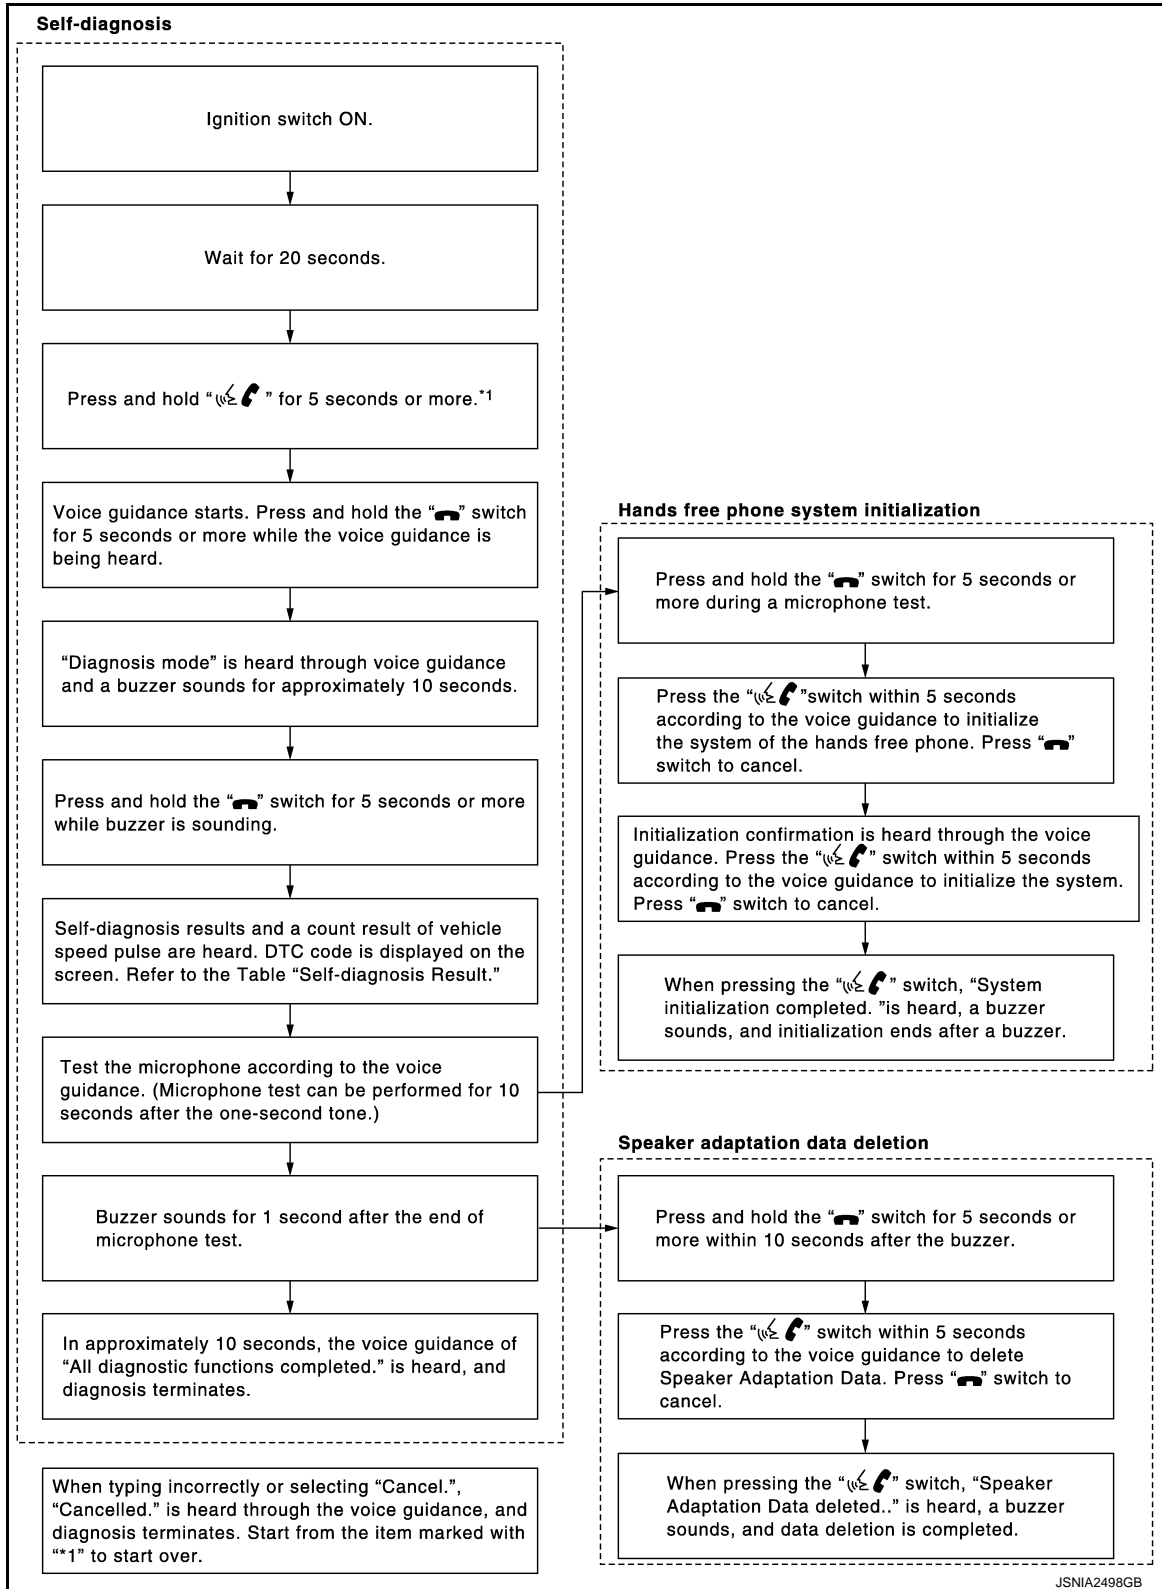 Self-diagnosis
Ignition switch ON.
Wait for 20 seconds.
Press and hold “ ” for 5 seconds or more.*1
Voice guidance starts. Press and hold the “ ” switch
for 5 seconds or more while the voice guidance is
being heard.
“Diagnosis mode” is heard through voice guidance
and a buzzer sounds for approximately 10 seconds.
Press and hold the “ ” switch for 5 seconds or more
while buzzer is sounding.
Self-diagnosis results and a count result of vehicle
speed pulse are heard. DTC code is displayed on the
screen. Refer to the Table “Self-diagnosis Result.”
Test the microphone according to the voice
guidance. (Microphone test can be performed for 10
seconds after the one-second tone.)
Buzzer sounds for 1 second after the end of
microphone test.
In approximately 10 seconds, the voice guidance of
“All diagnostic functions completed.” is heard, and
diagnosis terminates.
When typing incorrectly or selecting “Cancel.”,
“Cancelled.” is heard through the voice guidance, and
diagnosis terminates. Start from the item marked with
“*1” to start over.
Hands free phone system initialization
Press and hold the “ ” switch for 5 seconds or
more during a microphone test.
Press the “ ”switch within 5 seconds
according to the voice guidance to initialize
the system of the hands free phone. Press “ ”
switch to cancel.
Initialization confirmation is heard through the voice
guidance. Press the “ ” switch within 5 seconds
according to the voice guidance to initialize the system.
Press “ ” switch to cancel.
When pressing the “ ” switch, “System
initialization completed. ”is heard, a buzzer
sounds, and initialization ends after a buzzer.
Speaker adaptation data deletion
Press and hold the “ ” switch for 5 seconds or
more within 10 seconds after the buzzer.
Press the “ ” switch within 5 seconds
according to the voice guidance to delete
Speaker Adaptation Data. Press “ ” switch to
cancel.
When pressing the “ ” switch, “Speaker
Adaptation Data deleted..” is heard, a buzzer
sounds, and data deletion is completed.
JSNIA2498GB